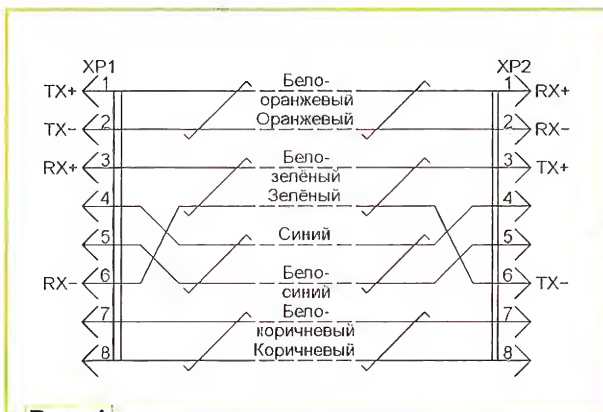 XP1 XP2
TX+ 1 Бело- 1 RX+
оранжевый
TX− 2 Оранжевый 2 RX−
RX+ 3 Бело- 3 TX+
зелёный
4 Зелёный 4
5 Синий 5
RX− 6 Бело- 6 TX−
синий
7 Бело- 7
коричневый
8 Коричневый 8